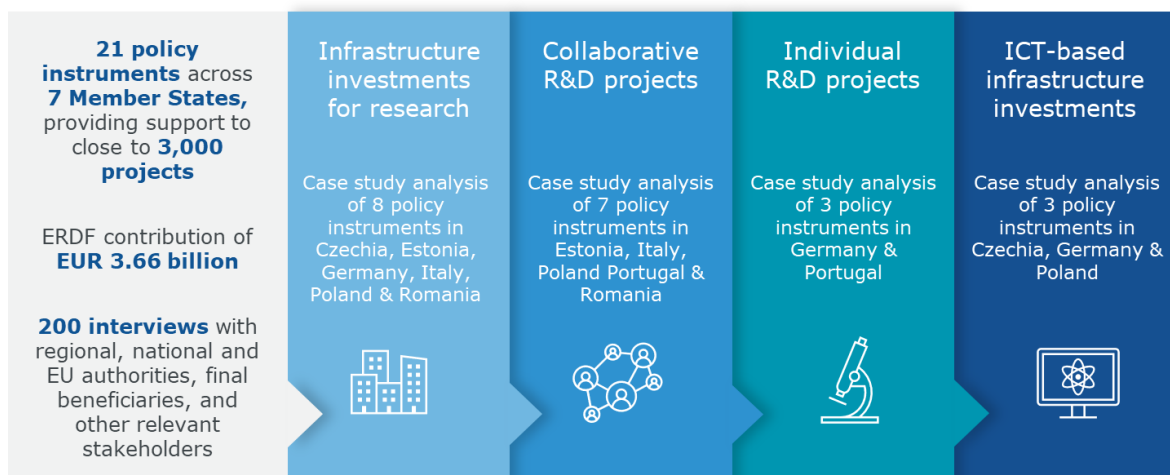 21 policy
instruments across
7 Member States,
providing support to
close to 3,000
projects
ERDF contribution of
EUR 3.66 billion
200 interviews with
regional, national and
EU authorities, final
beneficiaries, and
other relevant
stakeholders
Infrastructure
investments
for research
Case study analysis
of 8 policy
instruments in
Czechia, Estonia,
Germany, Italy,
Poland & Romania
Collaborative
R&D projects
Case study analysis
of 7 policy
instruments in
Estonia, Italy,
Poland Portugal &
Romania
Individual
R&D projects
Case study analysis
of 3 policy
instruments in
Germany &
Portugal
ICT-based
infrastructure
investments
Case study analysis
of 3 policy
instruments in
Czechia, Germany &
Poland